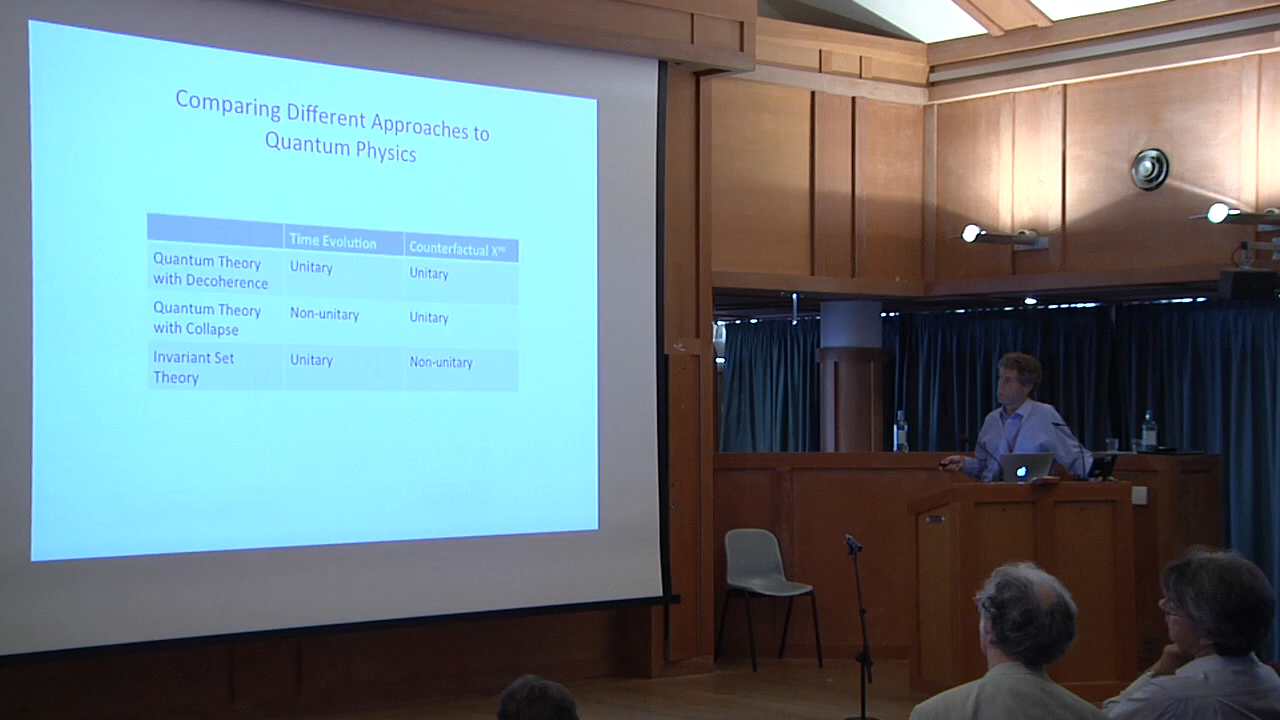 Comparing Different Approaches to
Quantum Physics
Time Evolution
Counterfactual Xⁿˢ
Quantum Theory
with Decoherence
Unitary
Unitary
Quantum Theory
with Collapse
Non-unitary
Unitary
Invariant Set
Theory
Unitary
Non-unitary